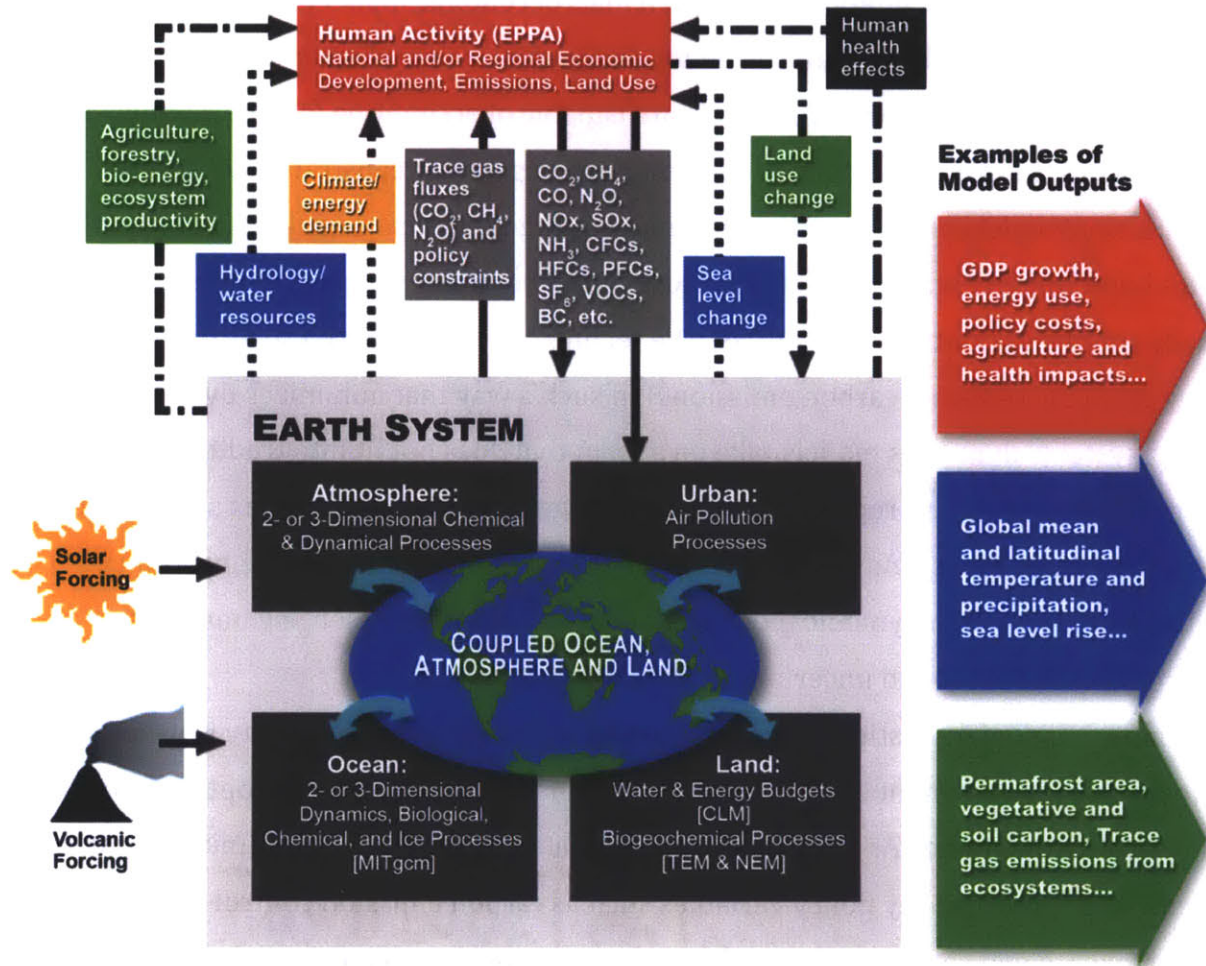 Human Activity (EPPA)
National and/or Regional Economic
Development, Emissions, Land Use
Human
health
effects
Agriculture,
forestry,
bio-energy,
ecosystem
productivity
Hydrology/
water
resources
Climate/
energy
demand
Trace gas
fluxes
(CO₂, CH₄,
N₂O) and
policy
constraints
CO₂, CH₄,
CO, N₂O,
NOx, SOx,
NH₃, CFCs,
HFCs, PFCs,
SF₆, VOCs,
BC, etc.
Sea
level
change
Land
use
change
EARTH SYSTEM
Atmosphere:
2- or 3-Dimensional Chemical
& Dynamical Processes
Urban:
Air Pollution
Processes
COUPLED OCEAN,
ATMOSPHERE AND LAND
Ocean:
2- or 3-Dimensional
Dynamics, Biological,
Chemical, and Ice Processes
[MITgcm]
Land:
Water & Energy Budgets
[CLM]
Biogeochemical Processes
[TEM & NEM]
Solar
Forcing
Volcanic
Forcing
Examples of
Model Outputs
GDP growth,
energy use,
policy costs,
agriculture and
health impacts...
Global mean
and latitudinal
temperature and
precipitation,
sea level rise...
Permafrost area,
vegetative and
soil carbon, Trace
gas emissions from
ecosystems...